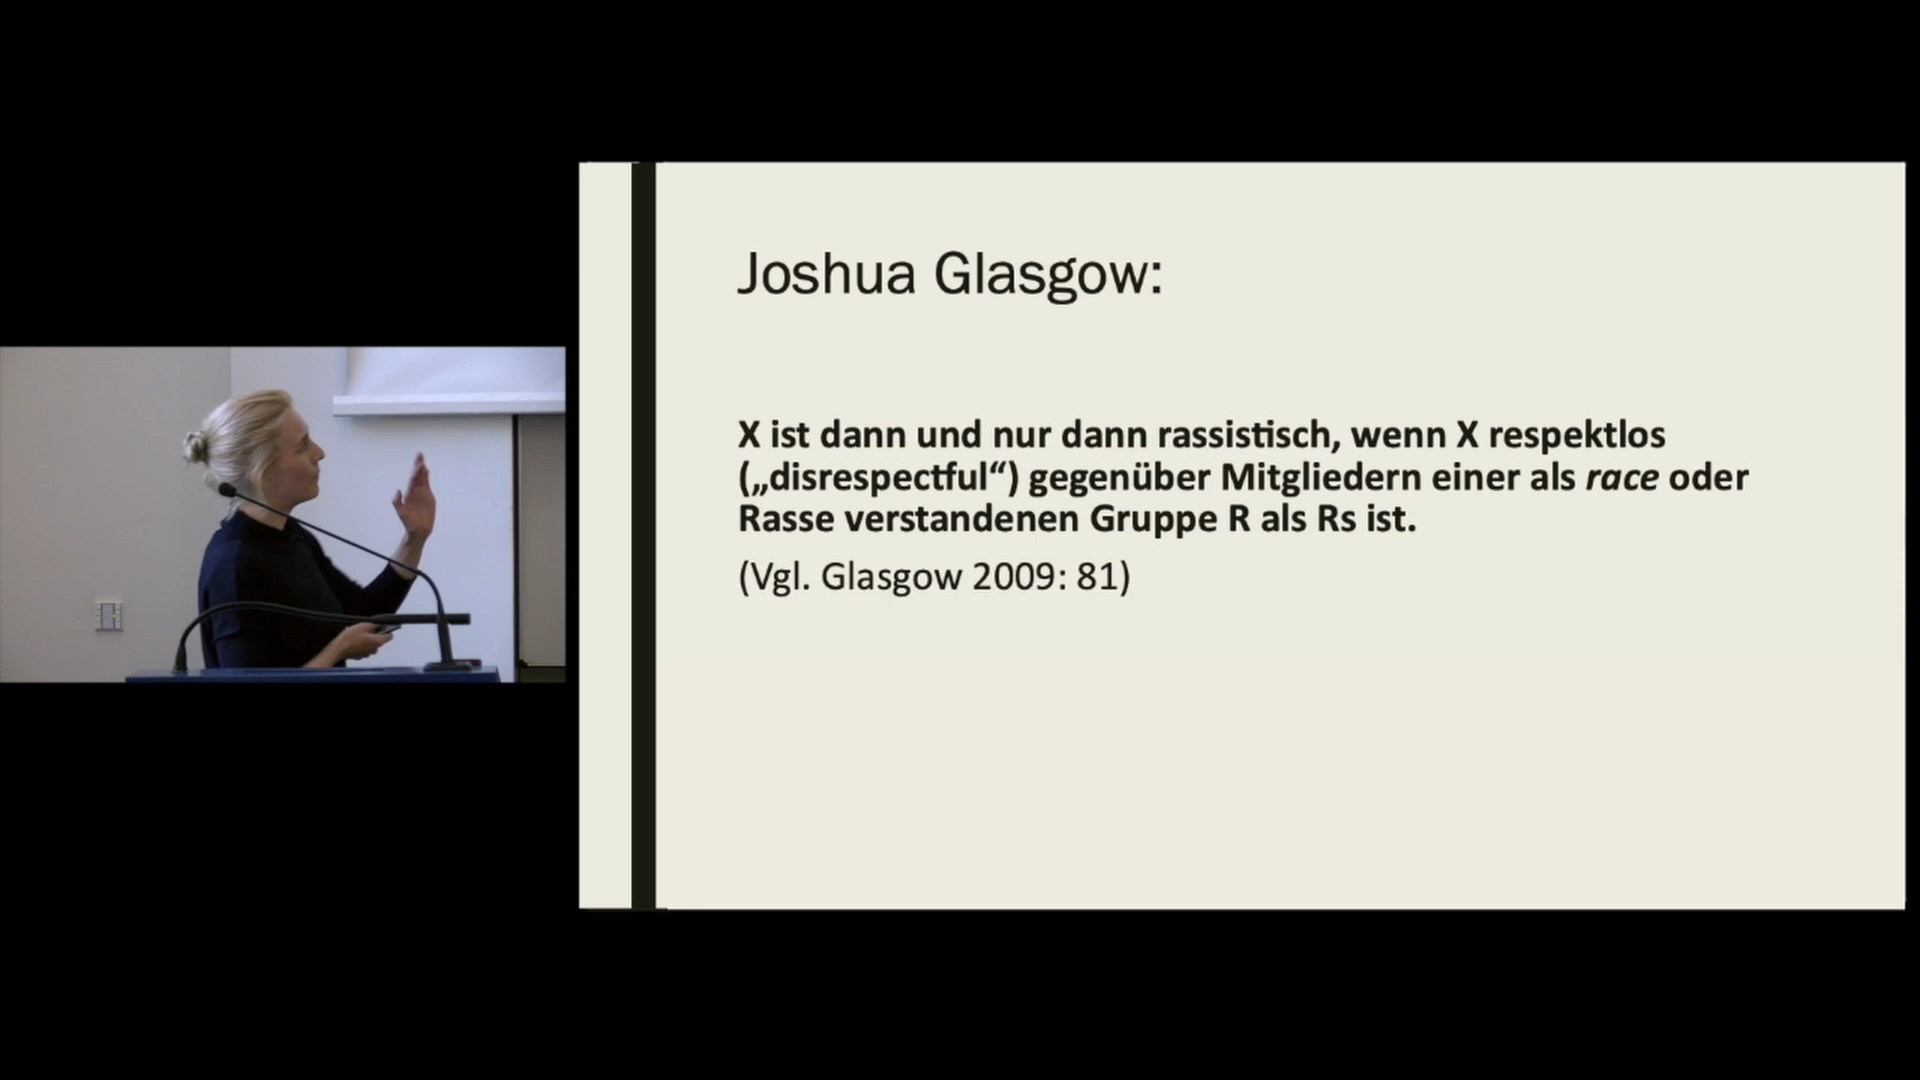 Joshua Glasgow:
X ist dann und nur dann rassistisch, wenn X respektlos
(„disrespectful“) gegenüber Mitgliedern einer als race oder
Rasse verstandenen Gruppe R als Rs ist.
(Vgl. Glasgow 2009: 81)